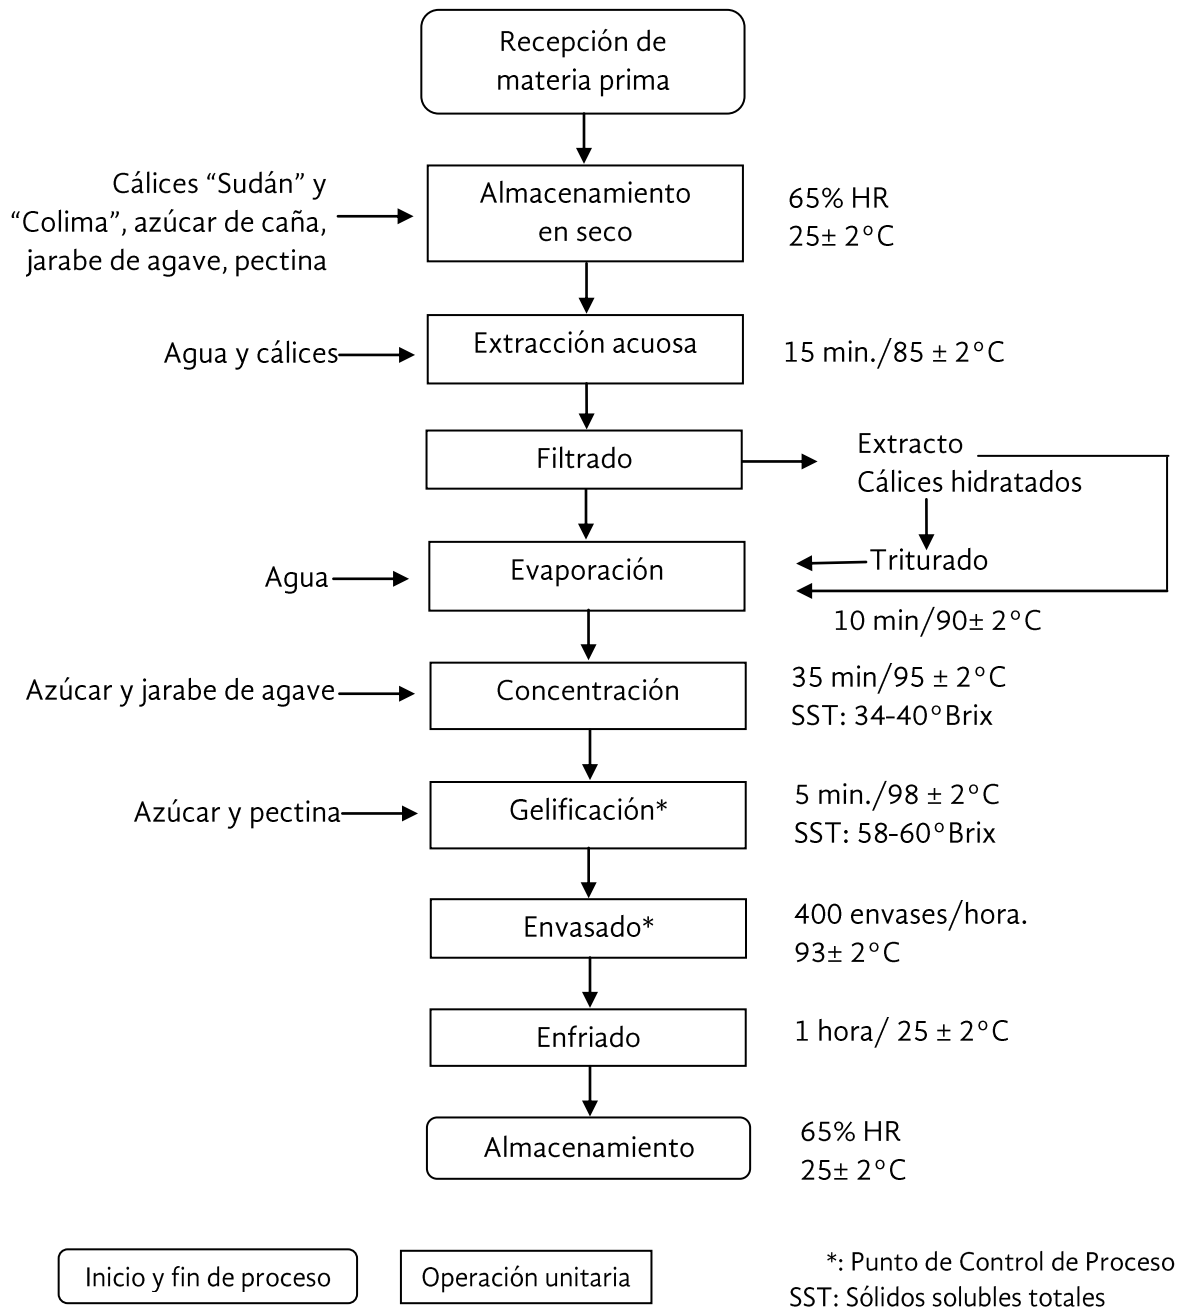 Recepción de
materia prima
Cálices “Sudán” y
“Colima”, azúcar de caña,
jarabe de agave, pectina
Almacenamiento
en seco
65% HR
25± 2°C
Agua y cálices
Extracción acuosa
15 min./85 ± 2°C
Filtrado
Extracto
Cálices hidratados
Triturado
Agua
Evaporación
10 min/90± 2°C
Azúcar y jarabe de agave
Concentración
35 min/95 ± 2°C
SST: 34-40°Brix
Azúcar y pectina
Gelificación*
5 min./98 ± 2°C
SST: 58-60°Brix
Envasado*
400 envases/hora.
93± 2°C
Enfriado
1 hora/ 25 ± 2°C
Almacenamiento
65% HR
25± 2°C
Inicio y fin de proceso
Operación unitaria
*: Punto de Control de Proceso
SST: Sólidos solubles totales